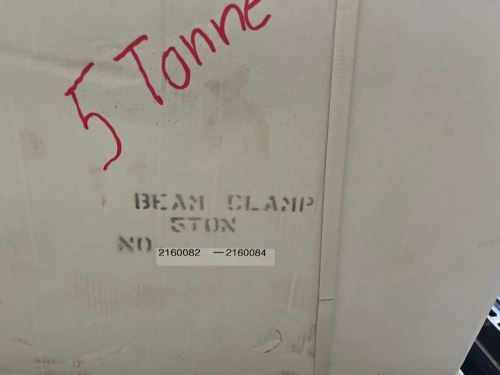 5 Tonne
BEAM CLAMP
5TON
NO. 2160082 —2160084